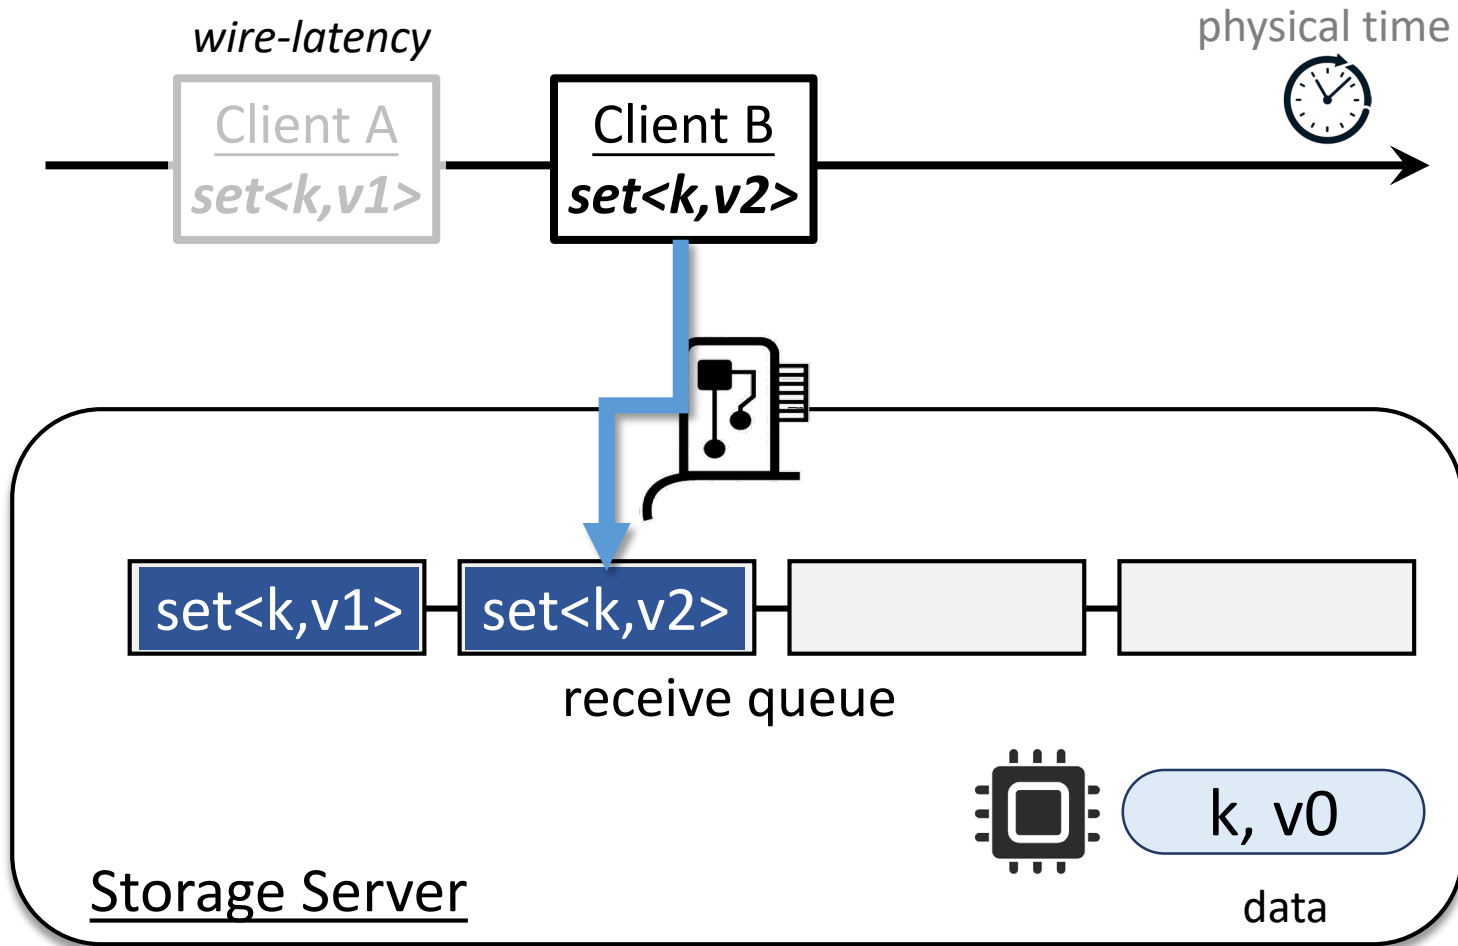 wire-latency
physical time
Client A
set<k,v1>
Client B
set<k,v2>
set<k,v1>
set<k,v2>
receive queue
k, v0
data
Storage Server